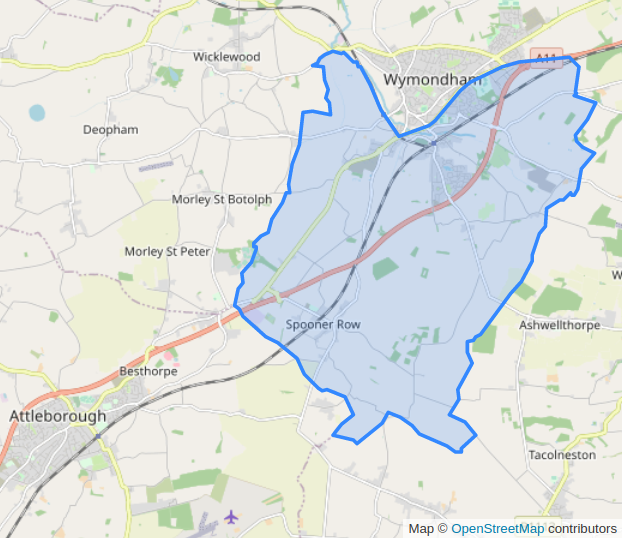 Wicklewood
Wymondham
A11
Deopham
Morley St Botolph
Morley St Peter
Spooner Row
Ashwellthorpe
Besthorpe
Attleborough
Tacolneston
Map © OpenStreetMap contributors